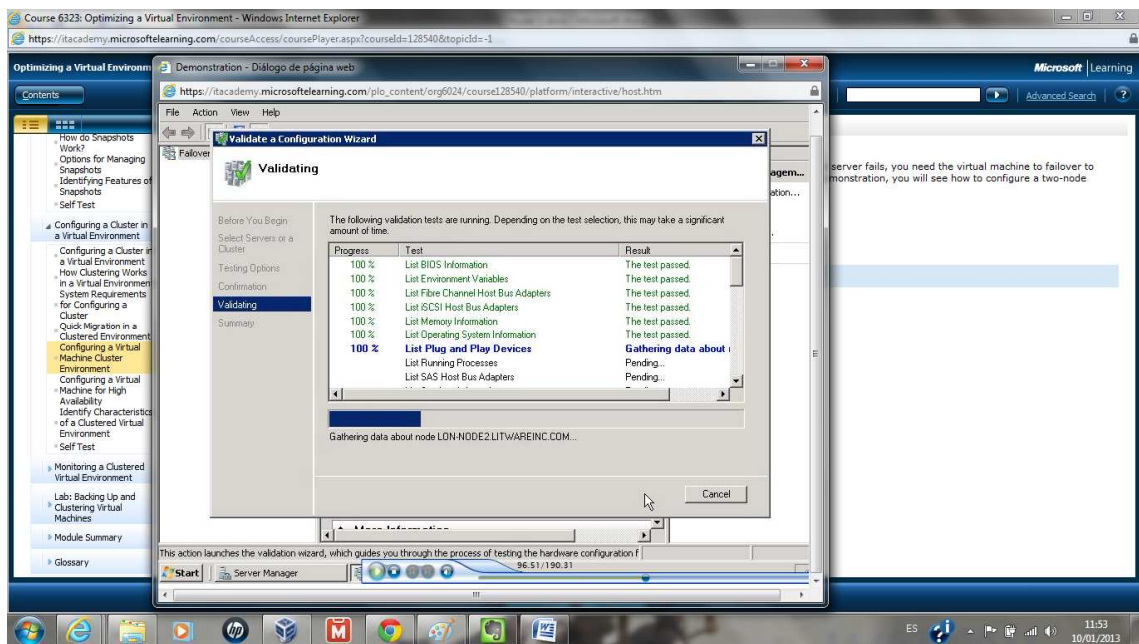 Course 6323: Optimizing a Virtual Environment - Windows Internet Explorer
https://itacademy.microsoftelearning.com/courseAccess/coursePlayer.aspx?courseId=128540&topicId=-1
Optimizing a Virtual Environm
Microsoft | Learning
Contents
Advanced Search
?
How do Snapshots
Work?
Options for Managing
Snapshots
Identifying Features of
Snapshots
Self Test
Configuring a Cluster in
a Virtual Environment
Configuring a Cluster in
a Virtual Environment
How Clustering Works
in a Virtual Environmen
System Requirements
for Configuring a
Cluster
Quick Migration in a
Clustered Environment
Configuring a Virtual
Machine Cluster
Environment
Configuring a Virtual
Machine for High
Availability
Identify Characteristics
of a Clustered Virtual
Environment
Self Test
Monitoring a Clustered
Virtual Environment
Lab: Backing Up and
Clustering Virtual
Machines
Module Summary
Glossary
Demonstration - Diálogo de página web
https://itacademy.microsoftelearning.com/plo_content/org6024/course128540/platform/interactive/host.htm
File Action View Help
Failover
Validate a Configuration Wizard
Validating
Before You Begin
Select Servers or a
Cluster
Testing Options
Confirmation
Validating
Summary
The following validation tests are running. Depending on the test selection, this may take a significant
amount of time.
Progress Test Result
100 % List BIOS Information The test passed.
100 % List Environment Variables The test passed.
100 % List Fibre Channel Host Bus Adapters The test passed.
100 % List iSCSI Host Bus Adapters The test passed.
100 % List Memory Information The test passed.
100 % List Operating System Information The test passed.
100 % List Plug and Play Devices Gathering data about
List Running Processes Pending...
List SAS Host Bus Adapters Pending...
Gathering data about node LON-NODE2.LITWAREINC.COM...
Cancel
agem...
ation...
server fails, you need the virtual machine to failover to
monstration, you will see how to configure a two-node
More Information
This action launches the validation wizard, which guides you through the process of testing the hardware configuration f
Start Server Manager
96.51/190.31
ES
11:53
10/01/2013